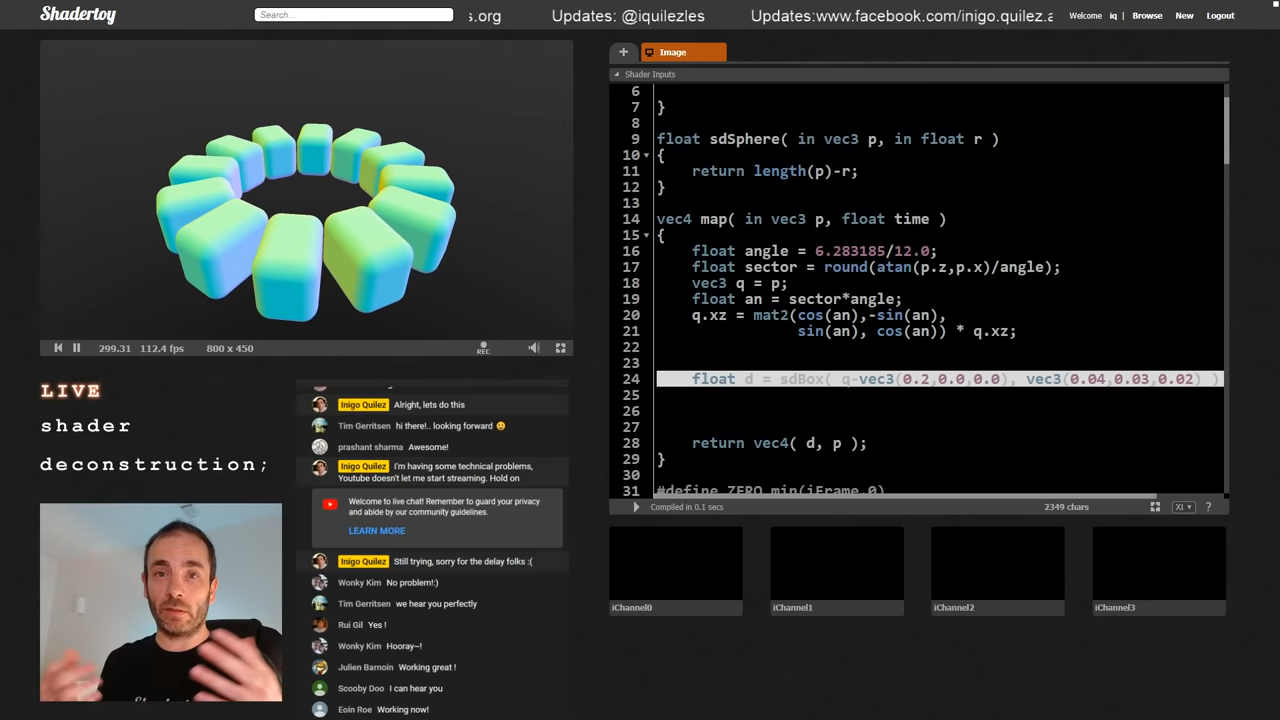 Shadertoy
Search...
s.org Updates: @iquilezles Updates:www.facebook.com/inigo.quilez.a
Welcome iq | Browse New Logout
+ Image
Shader Inputs
6
7 }
8
9 float sdSphere( in vec3 p, in float r )
10 {
11 return length(p)-r;
12 }
13
14 vec4 map( in vec3 p, float time )
15 {
16 float angle = 6.283185/12.0;
17 float sector = round(atan(p.z,p.x)/angle);
18 vec3 q = p;
19 float an = sector*angle;
20 q.xz = mat2(cos(an),-sin(an),
21 sin(an), cos(an)) * q.xz;
22
23
24 float d = sdBox( q-vec3(0.2,0.0,0.0), vec3(0.04,0.03,0.02) )
25
26
27
28 return vec4( d, p );
29 }
30
31 #define ZERO min(iFrame,0)
Compiled in 0.1 secs 2349 chars XI ?
299.31 112.4 fps 800 x 450 REC
LIVE
shader
deconstruction;
Inigo Quilez Alright, lets do this
Tim Gerritsen hi there!.. looking forward 🙂
prashant sharma Awesome!
Inigo Quilez I'm having some technical problems,
Youtube doesn't let me start streaming. Hold on
Welcome to live chat! Remember to guard your privacy
and abide by our community guidelines.
LEARN MORE
Inigo Quilez Still trying, sorry for the delay folks :(
Wonky Kim No problem!:)
Tim Gerritsen we hear you perfectly
Rui Gil Yes !
Wonky Kim Hooray~!
Julien Barnoin Working great !
Scooby Doo I can hear you
Eoin Roe Working now!
iChannel0 iChannel1 iChannel2 iChannel3